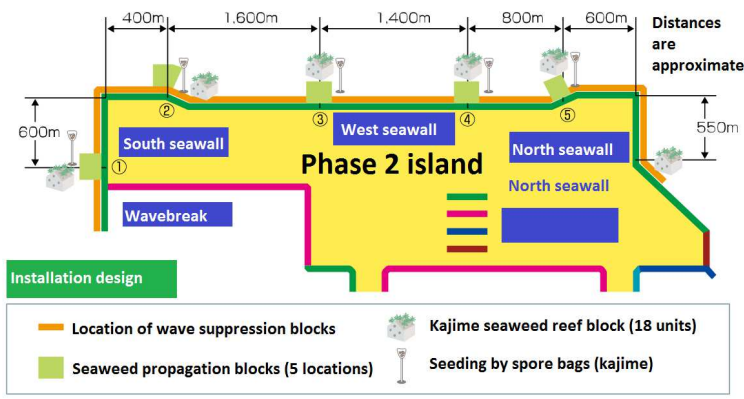 400m
1,600m
1,400m
800m
600m
Distances
are
approximate
600m
550m
①
②
③
④
⑤
South seawall
West seawall
North seawall
Phase 2 island
North seawall
Wavebreak
Installation design
Location of wave suppression blocks
Kajime seaweed reef block (18 units)
Seaweed propagation blocks (5 locations)
Seeding by spore bags (kajime)